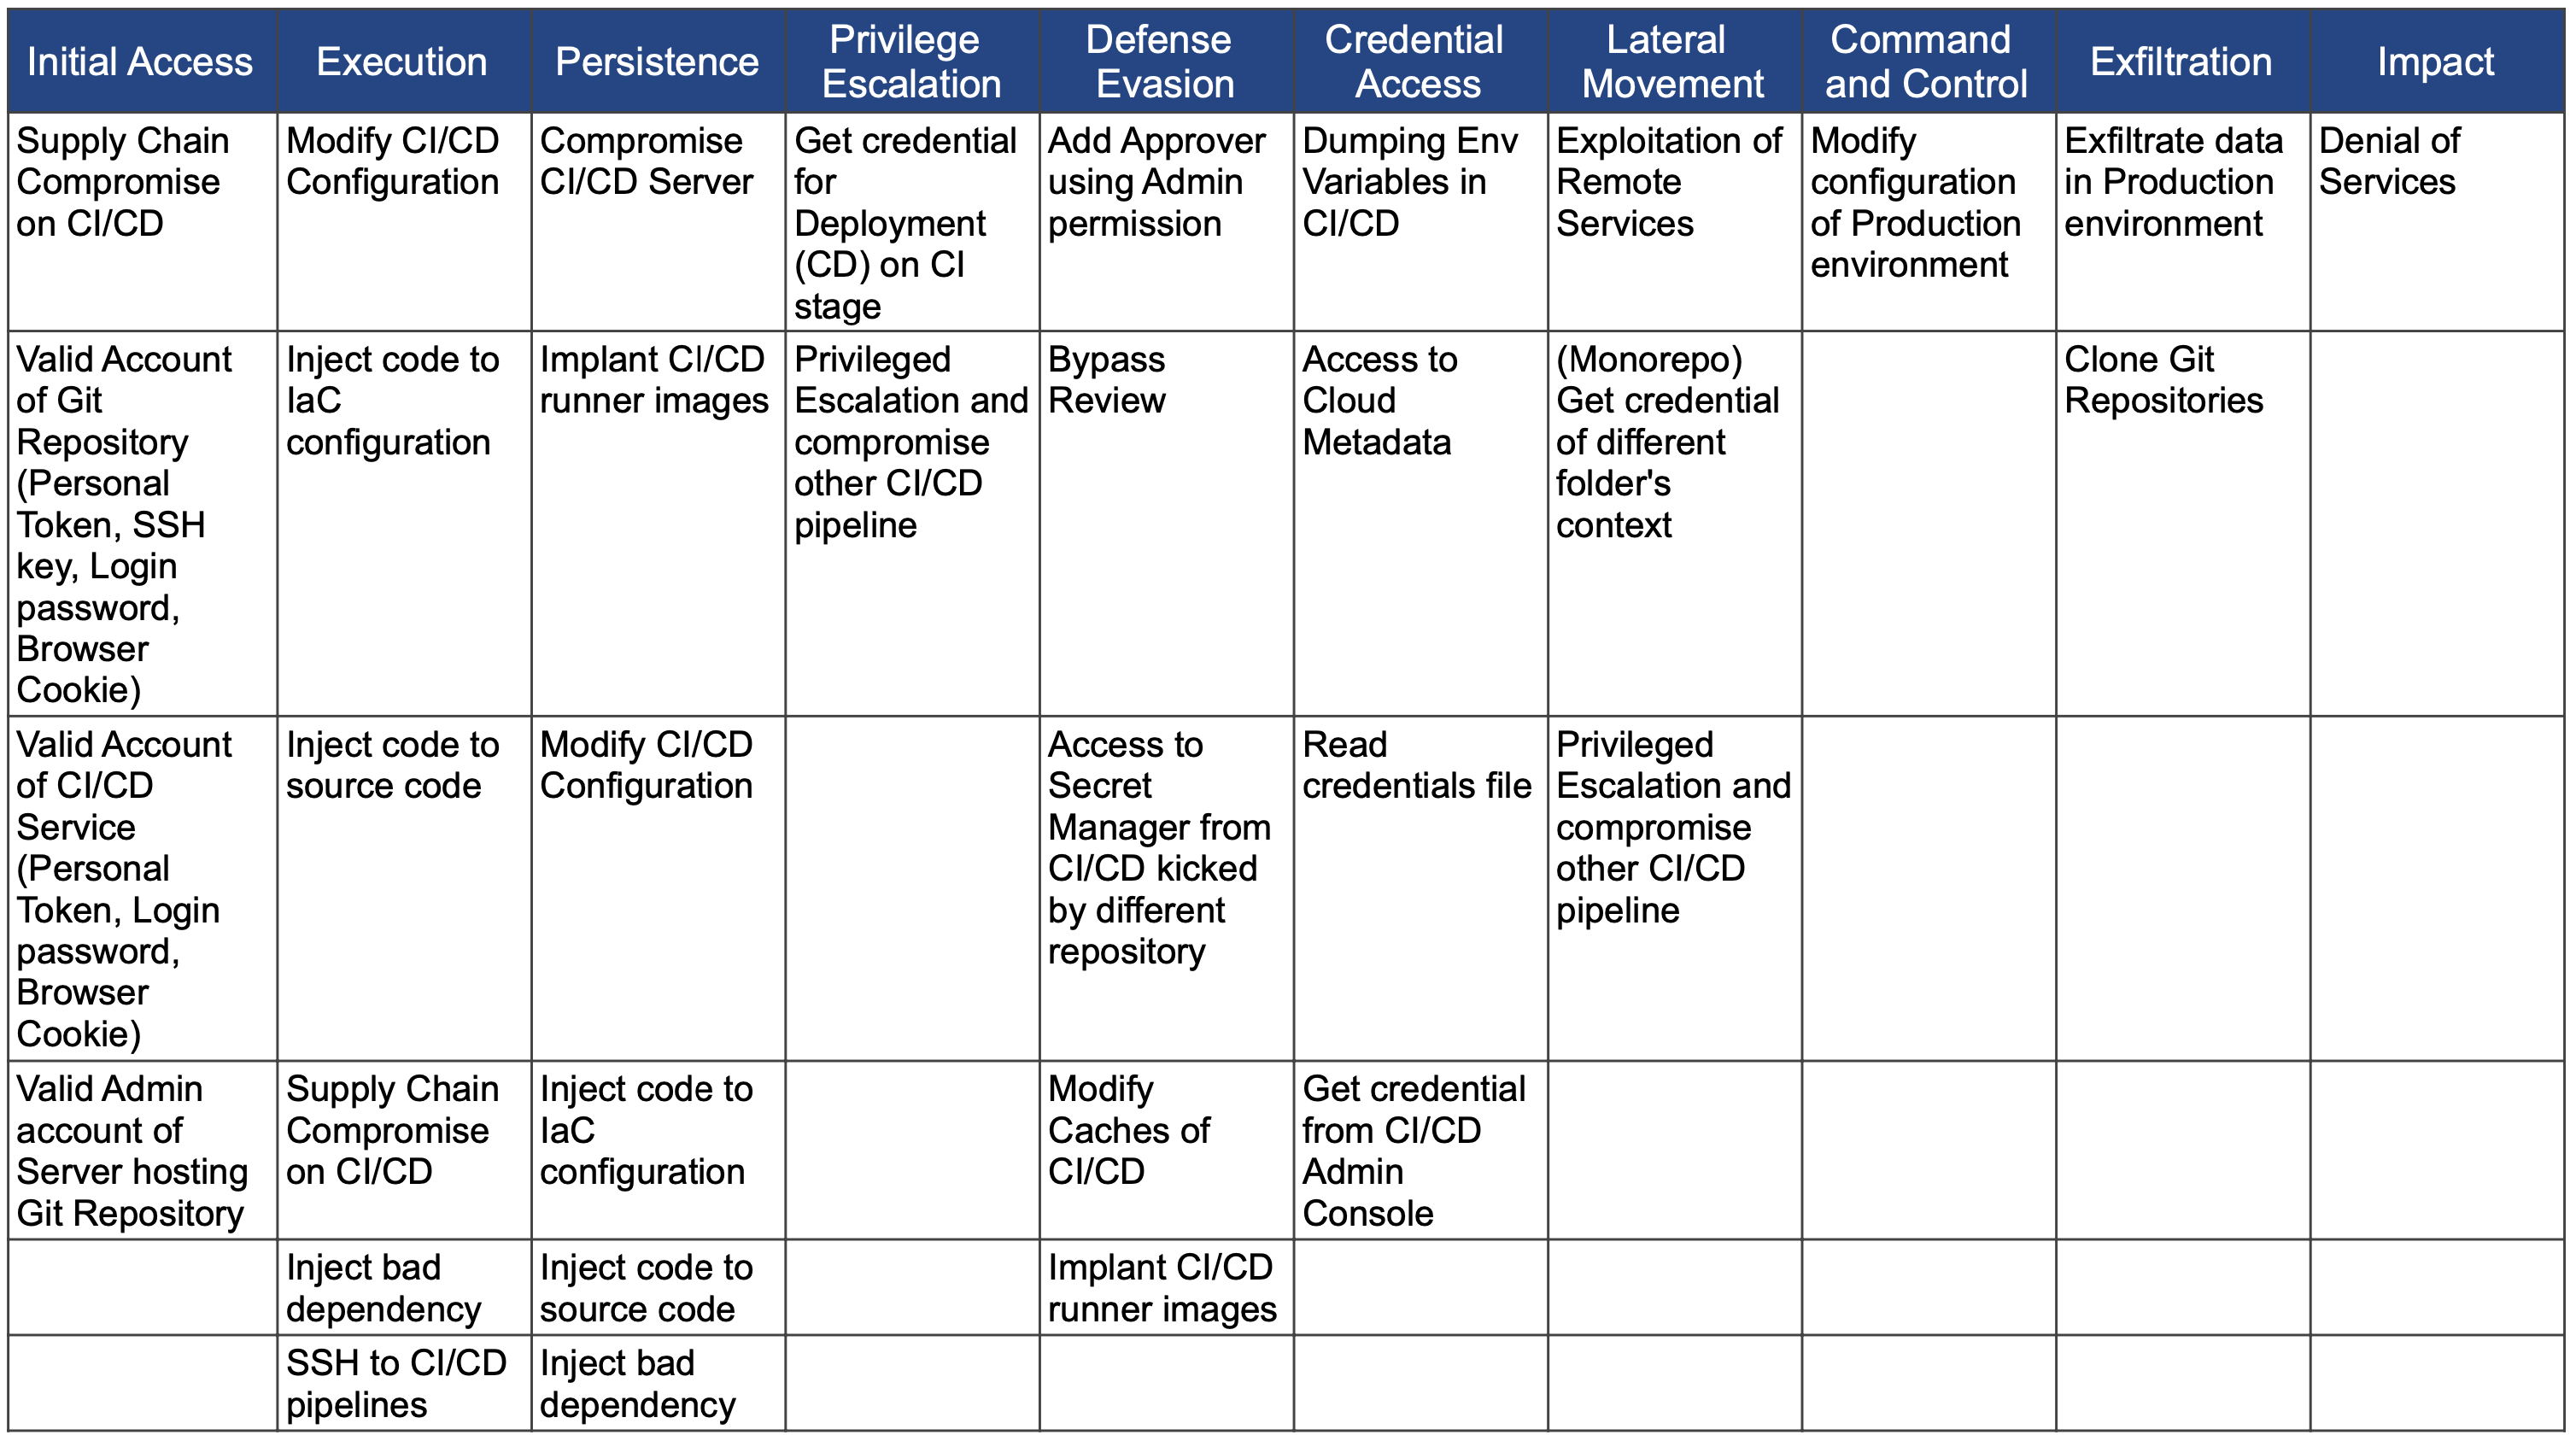 Initial Access
Execution
Persistence
Privilege
Escalation
Defense
Evasion
Credential
Access
Lateral
Movement
Command
and Control
Exfiltration
Impact
Supply Chain
Compromise
on CI/CD
Modify CI/CD
Configuration
Compromise
CI/CD Server
Get credential
for
Deployment
(CD) on CI
stage
Add Approver
using Admin
permission
Dumping Env
Variables in
CI/CD
Exploitation of
Remote
Services
Modify
configuration
of Production
environment
Exfiltrate data
in Production
environment
Denial of
Services
Valid Account
of Git
Repository
(Personal
Token, SSH
key, Login
password,
Browser
Cookie)
Inject code to
IaC
configuration
Implant CI/CD
runner images
Privileged
Escalation and
compromise
other CI/CD
pipeline
Bypass
Review
Access to
Cloud
Metadata
(Monorepo)
Get credential
of different
folder's
context
Clone Git
Repositories
Valid Account
of CI/CD
Service
(Personal
Token, Login
password,
Browser
Cookie)
Inject code to
source code
Modify CI/CD
Configuration
Access to
Secret
Manager from
CI/CD kicked
by different
repository
Read
credentials file
Privileged
Escalation and
compromise
other CI/CD
pipeline
Valid Admin
account of
Server hosting
Git Repository
Supply Chain
Compromise
on CI/CD
Inject code to
IaC
configuration
Modify
Caches of
CI/CD
Get credential
from CI/CD
Admin
Console
Inject bad
dependency
Inject code to
source code
Implant CI/CD
runner images
SSH to CI/CD
pipelines
Inject bad
dependency